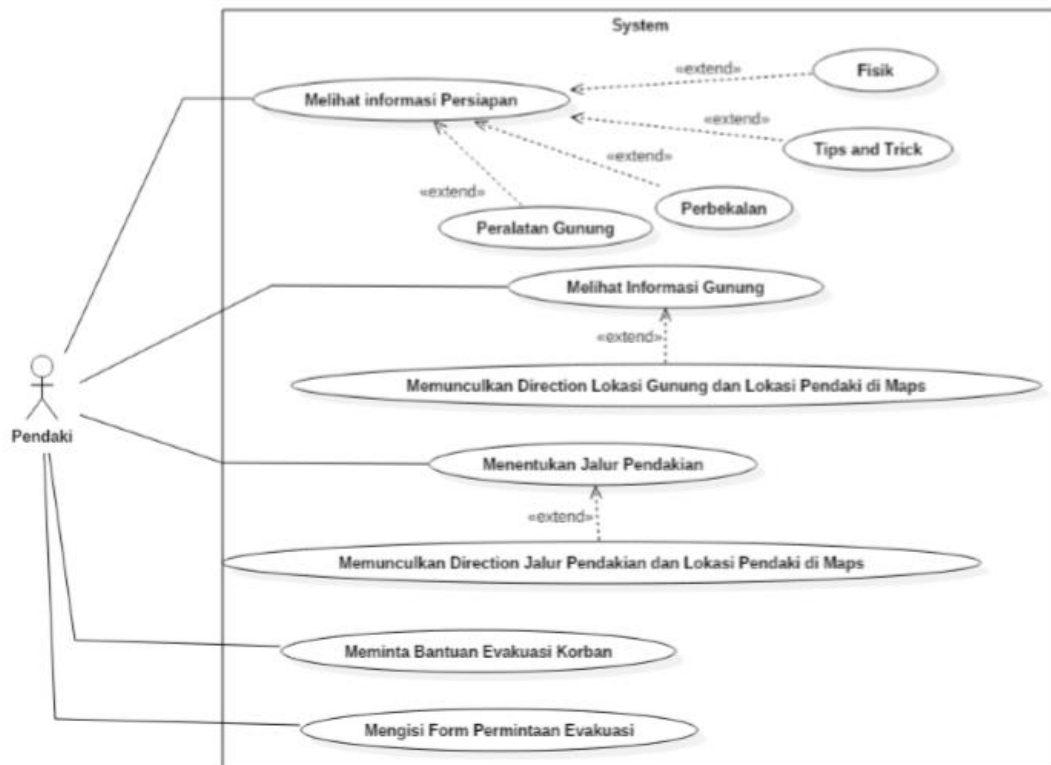 System
«extend»
Fisik
Melihat informasi Persiapan
«extend»
Tips and Trick
«extend»
«extend»
Perbekalan
Peralatan Gunung
Melihat Informasi Gunung
«extend»
Memunculkan Direction Lokasi Gunung dan Lokasi Pendaki di Maps
Pendaki
Menentukan Jalur Pendakian
«extend»
Memunculkan Direction Jalur Pendakian dan Lokasi Pendaki di Maps
Meminta Bantuan Evakuasi Korban
Mengisi Form Permintaan Evakuasi